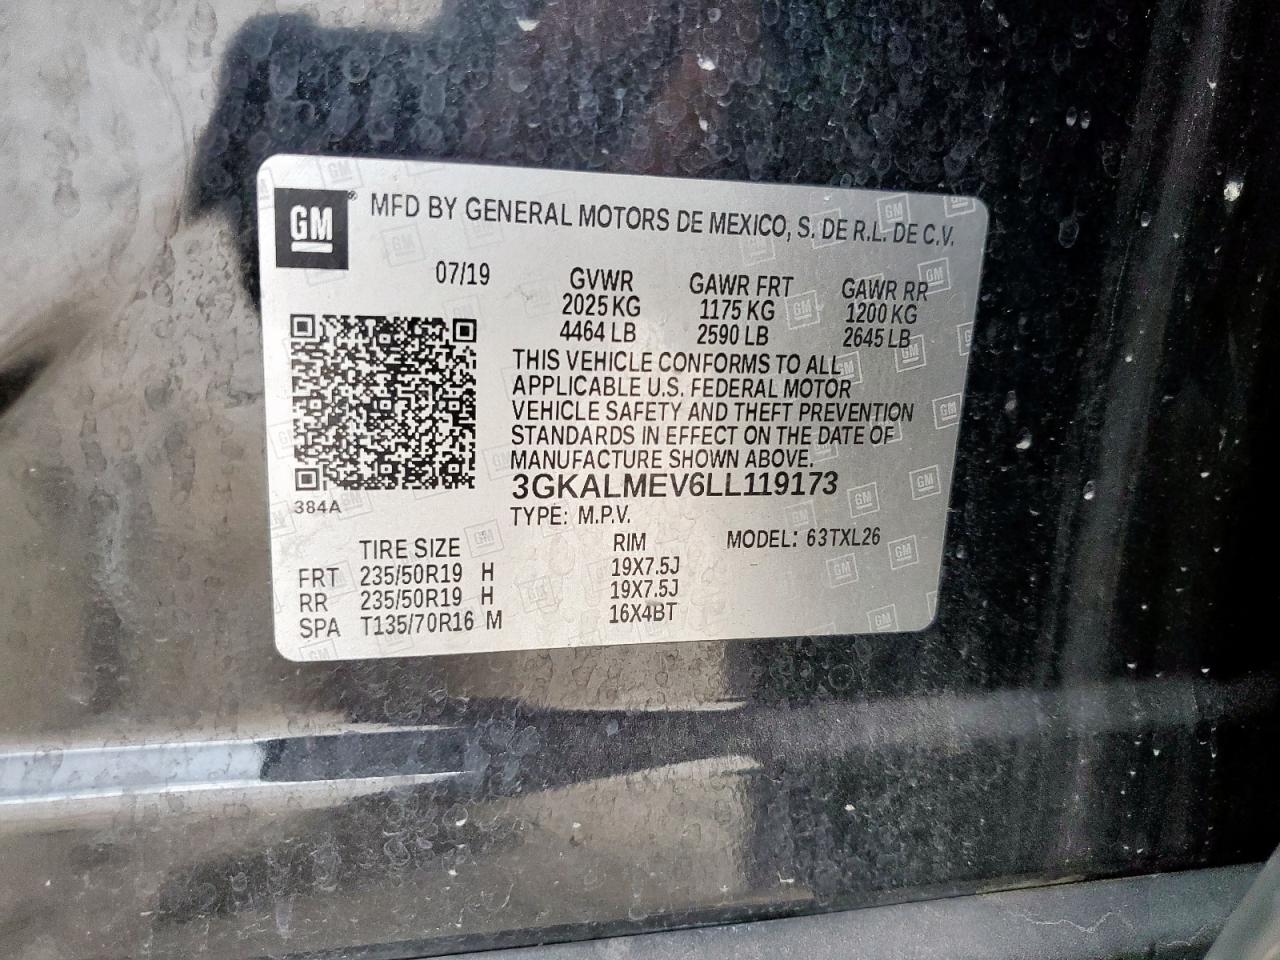 GM® MFD BY GENERAL MOTORS DE MEXICO, S. DE R.L. DE C.V.
07/19 GVWR GAWR FRT GAWR RR
2025 KG 1175 KG 1200 KG
4464 LB 2590 LB 2645 LB
THIS VEHICLE CONFORMS TO ALL
APPLICABLE U.S. FEDERAL MOTOR
VEHICLE SAFETY AND THEFT PREVENTION
STANDARDS IN EFFECT ON THE DATE OF
MANUFACTURE SHOWN ABOVE.
3GKALMEV6LL119173
384A
TYPE: M.P.V. MODEL: 63TXL26
TIRE SIZE RIM
FRT 235/50R19 H 19X7.5J
RR 235/50R19 H 19X7.5J
SPA T135/70R16 M 16X4BT